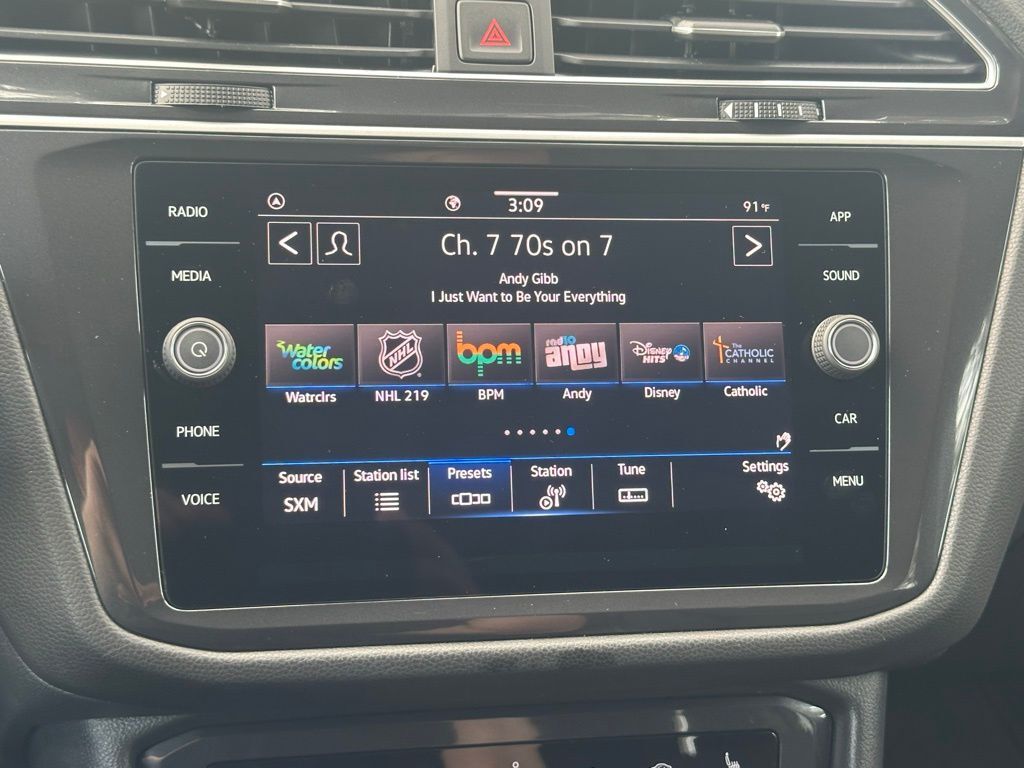 RADIO
MEDIA
PHONE
VOICE
3:09
91°F
Ch. 7 70s on 7
Andy Gibb
I Just Want to Be Your Everything
Water colors
NHL
bpm
radio andy
Disney HITS
The CATHOLIC CHANNEL
Watrclrs
NHL 219
BPM
Andy
Disney
Catholic
Source
SXM
Station list
Presets
Station
Tune
Settings
APP
SOUND
CAR
MENU